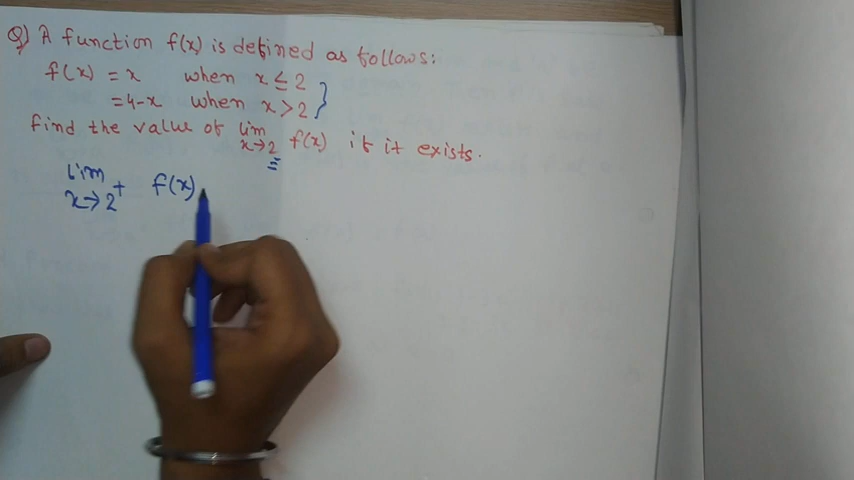 Q) A function f(x) is defined as follows:
f(x) = x when x ≤ 2
= 4-x when x > 2 }
Find the value of lim x→2 f(x) if it exists.
lim x→2⁺ f(x)